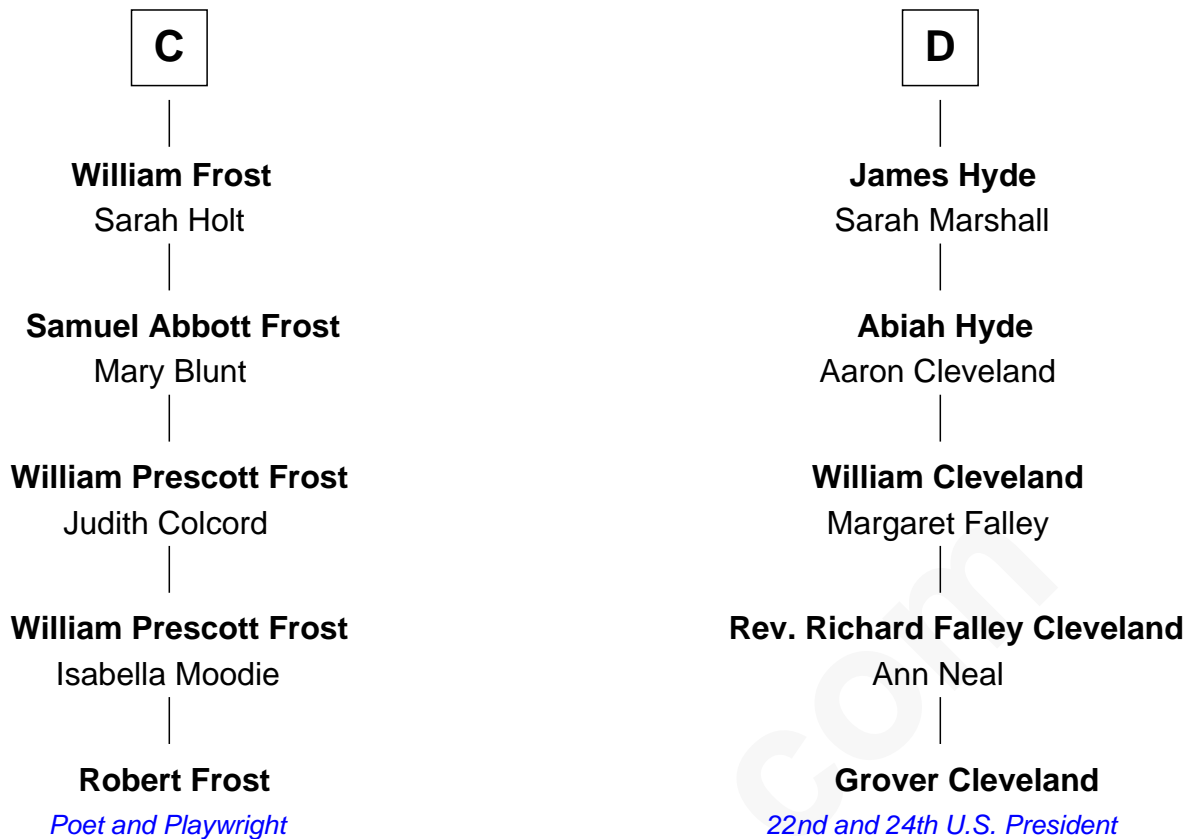 C
William Frost
Sarah Holt
Samuel Abbott Frost
Mary Blunt
William Prescott Frost
Judith Colcord
William Prescott Frost
Isabella Moodie
Robert Frost
Poet and Playwright
D
James Hyde
Sarah Marshall
Abiah Hyde
Aaron Cleveland
William Cleveland
Margaret Falley
Rev. Richard Falley Cleveland
Ann Neal
Grover Cleveland
22nd and 24th U.S. President
com